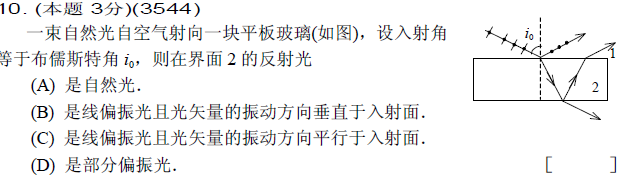 10. (本题 3分)(3544)
一束自然光自空气射向一块平板玻璃(如图)，设入射角
等于布儒斯特角 i₀，则在界面 2 的反射光
(A) 是自然光．
(B) 是线偏振光且光矢量的振动方向垂直于入射面．
(C) 是线偏振光且光矢量的振动方向平行于入射面．
(D) 是部分偏振光．
[ ]
i₀
1
2